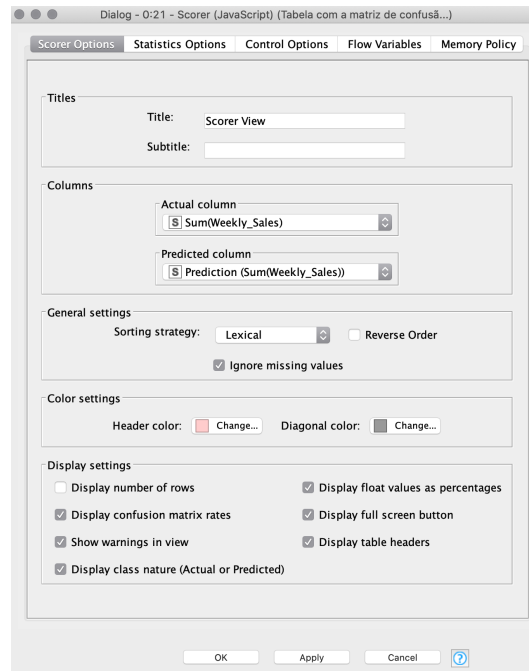 Dialog - 0:21 - Scorer (JavaScript) (Tabela com a matriz de confusã...)
Scorer Options Statistics Options Control Options Flow Variables Memory Policy
Titles
Title: Scorer View
Subtitle:
Columns
Actual column
S Sum(Weekly_Sales)
Predicted column
S Prediction (Sum(Weekly_Sales))
General settings
Sorting strategy: Lexical Reverse Order
Ignore missing values
Color settings
Header color: Change... Diagonal color: Change...
Display settings
Display number of rows Display float values as percentages
Display confusion matrix rates Display full screen button
Show warnings in view Display table headers
Display class nature (Actual or Predicted)
OK Apply Cancel ?